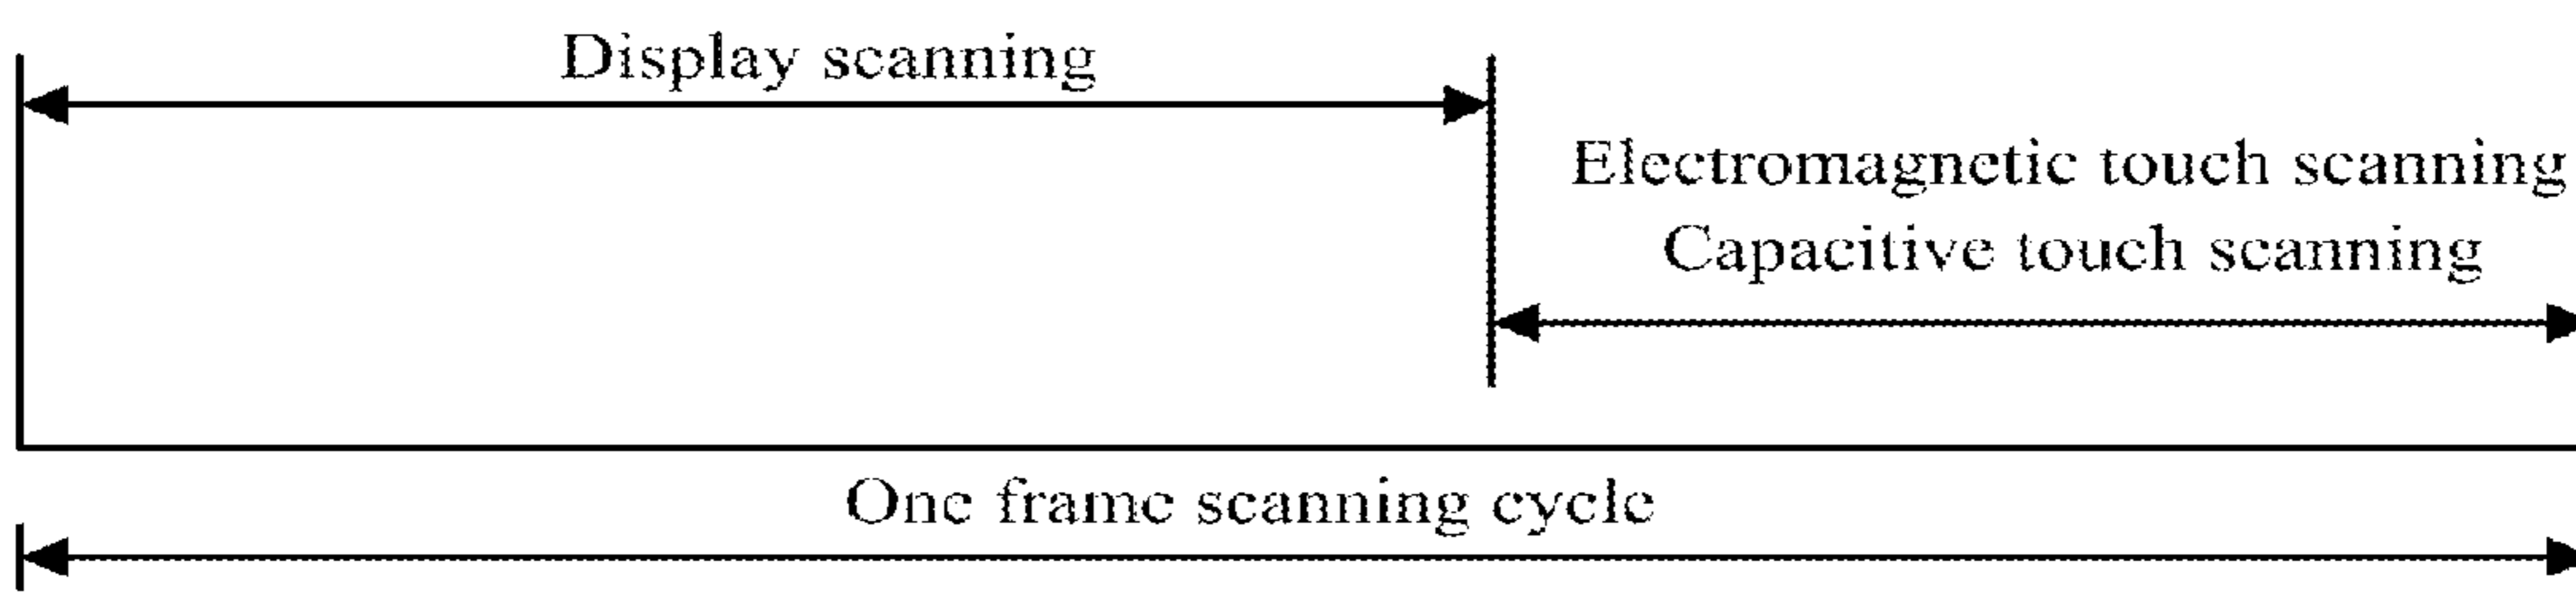 Display scanning
Electromagnetic touch scanning
Capacitive touch scanning
One frame scanning cycle